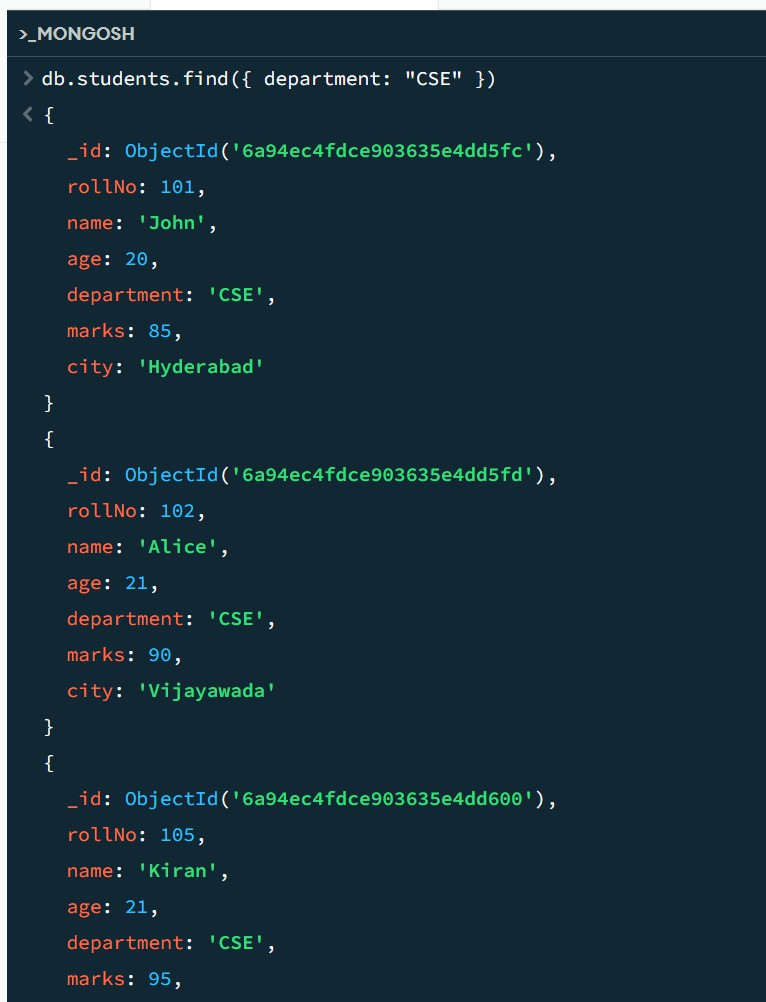 >_MONGOSH
> db.students.find({ department: "CSE" })
< {
_id: ObjectId('6a94ec4fdce903635e4dd5fc'),
rollNo: 101,
name: 'John',
age: 20,
department: 'CSE',
marks: 85,
city: 'Hyderabad'
}
{
_id: ObjectId('6a94ec4fdce903635e4dd5fd'),
rollNo: 102,
name: 'Alice',
age: 21,
department: 'CSE',
marks: 90,
city: 'Vijayawada'
}
{
_id: ObjectId('6a94ec4fdce903635e4dd600'),
rollNo: 105,
name: 'Kiran',
age: 21,
department: 'CSE',
marks: 95,